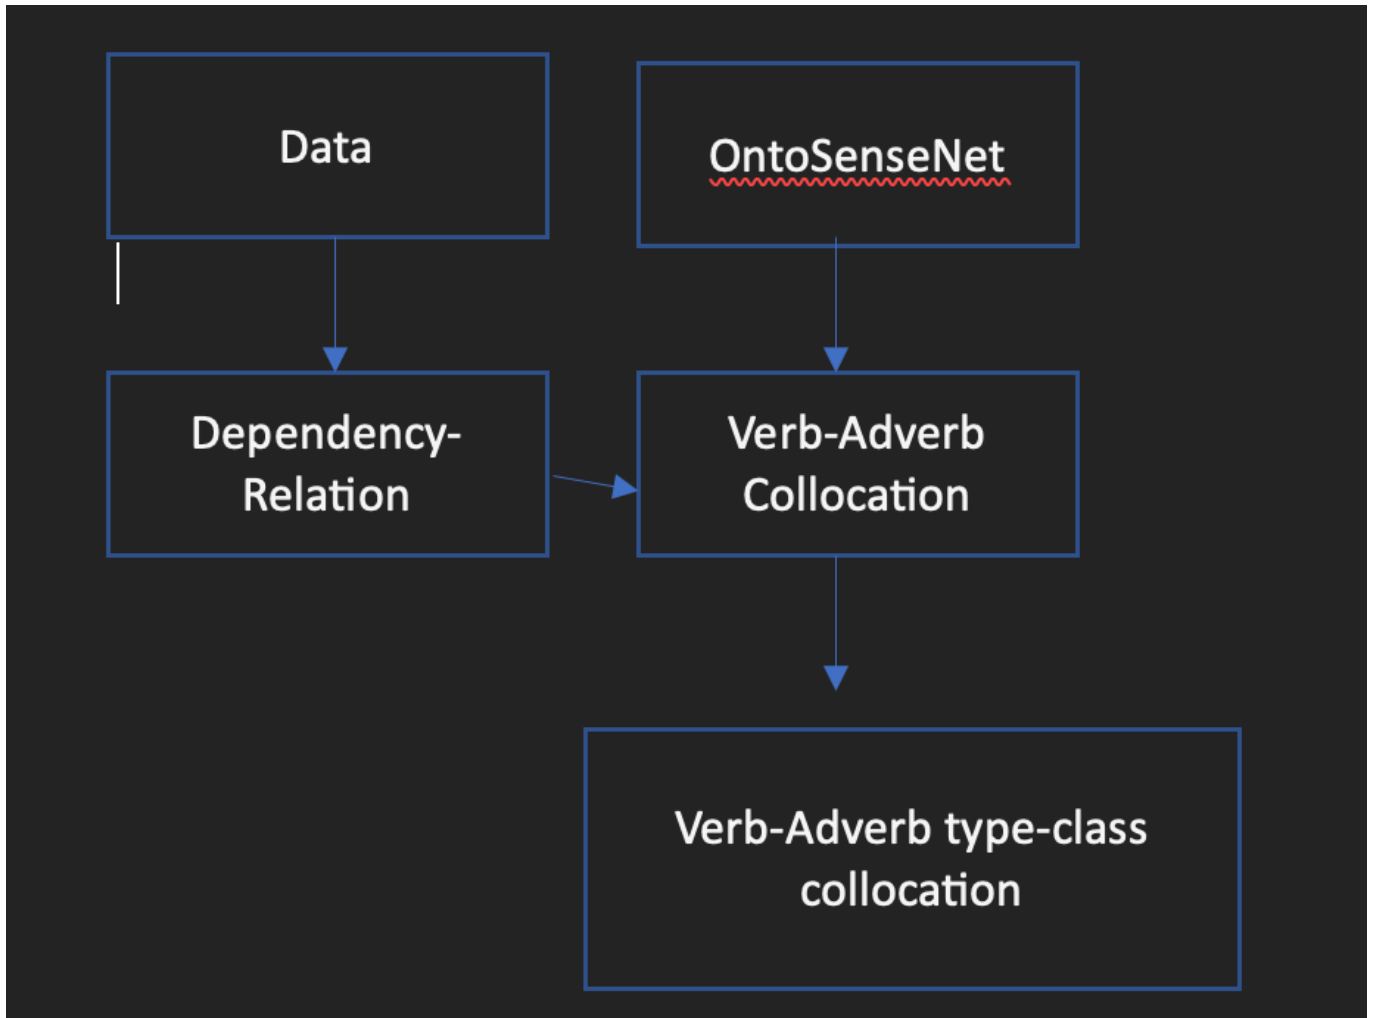 Data
OntoSenseNet
Dependency-
Relation
Verb-Adverb
Collocation
Verb-Adverb type-class
collocation